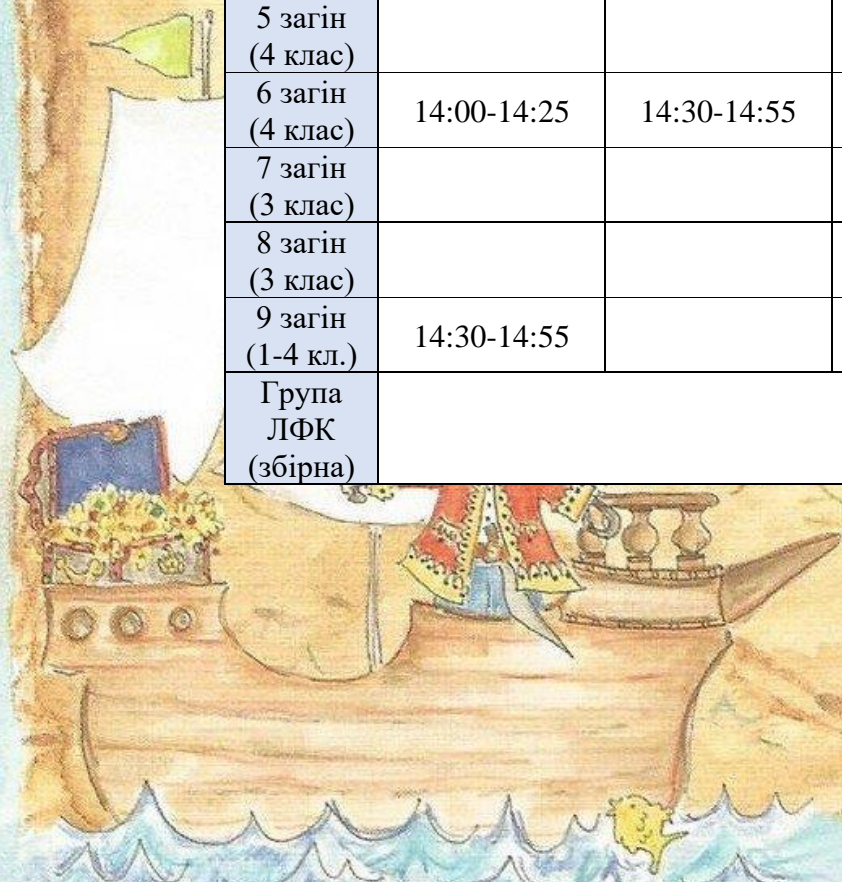 5 загін
(4 клас)
6 загін
(4 клас)
14:00-14:25
14:30-14:55
7 загін
(3 клас)
8 загін
(3 клас)
9 загін
(1-4 кл.)
14:30-14:55
Група
ЛФК
(збірна)